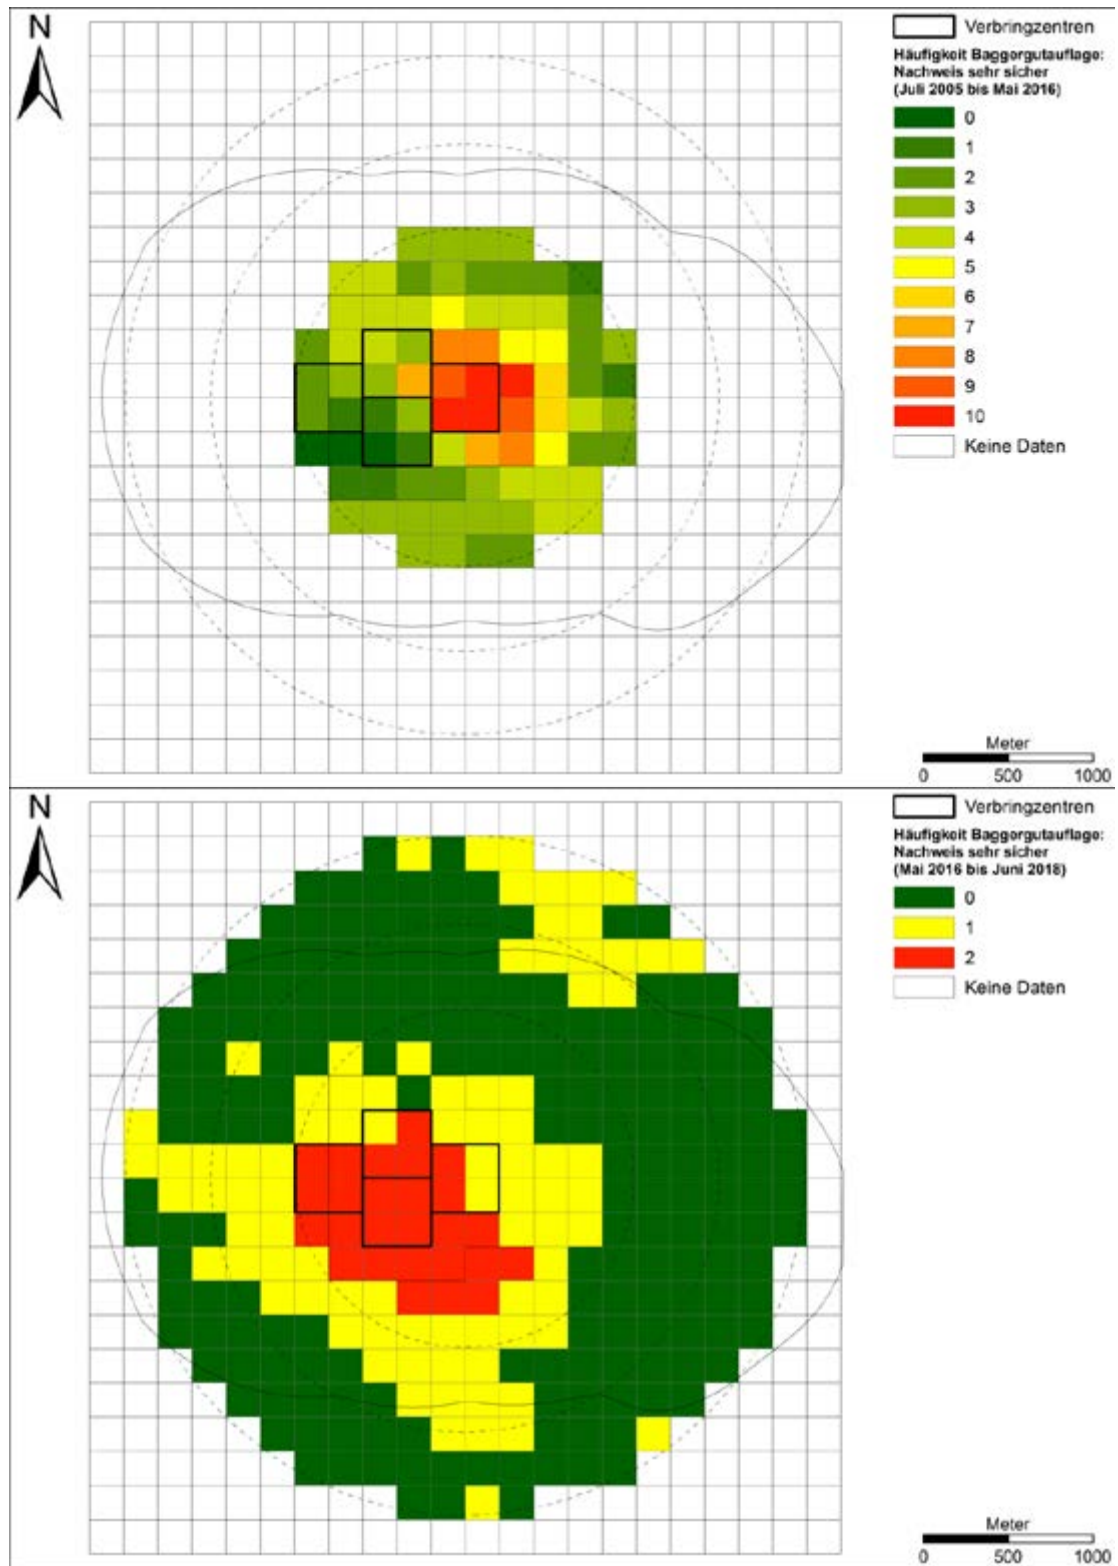 N
Verbringzentren
Häufigkeit Baggergutauflage:
Nachweis sehr sicher
(Juli 2005 bis Mai 2016)
0
1
2
3
4
5
6
7
8
9
10
Keine Daten
Meter
0 500 1000
N
Verbringzentren
Häufigkeit Baggergutauflage:
Nachweis sehr sicher
(Mai 2016 bis Juni 2018)
0
1
2
Keine Daten
Meter
0 500 1000